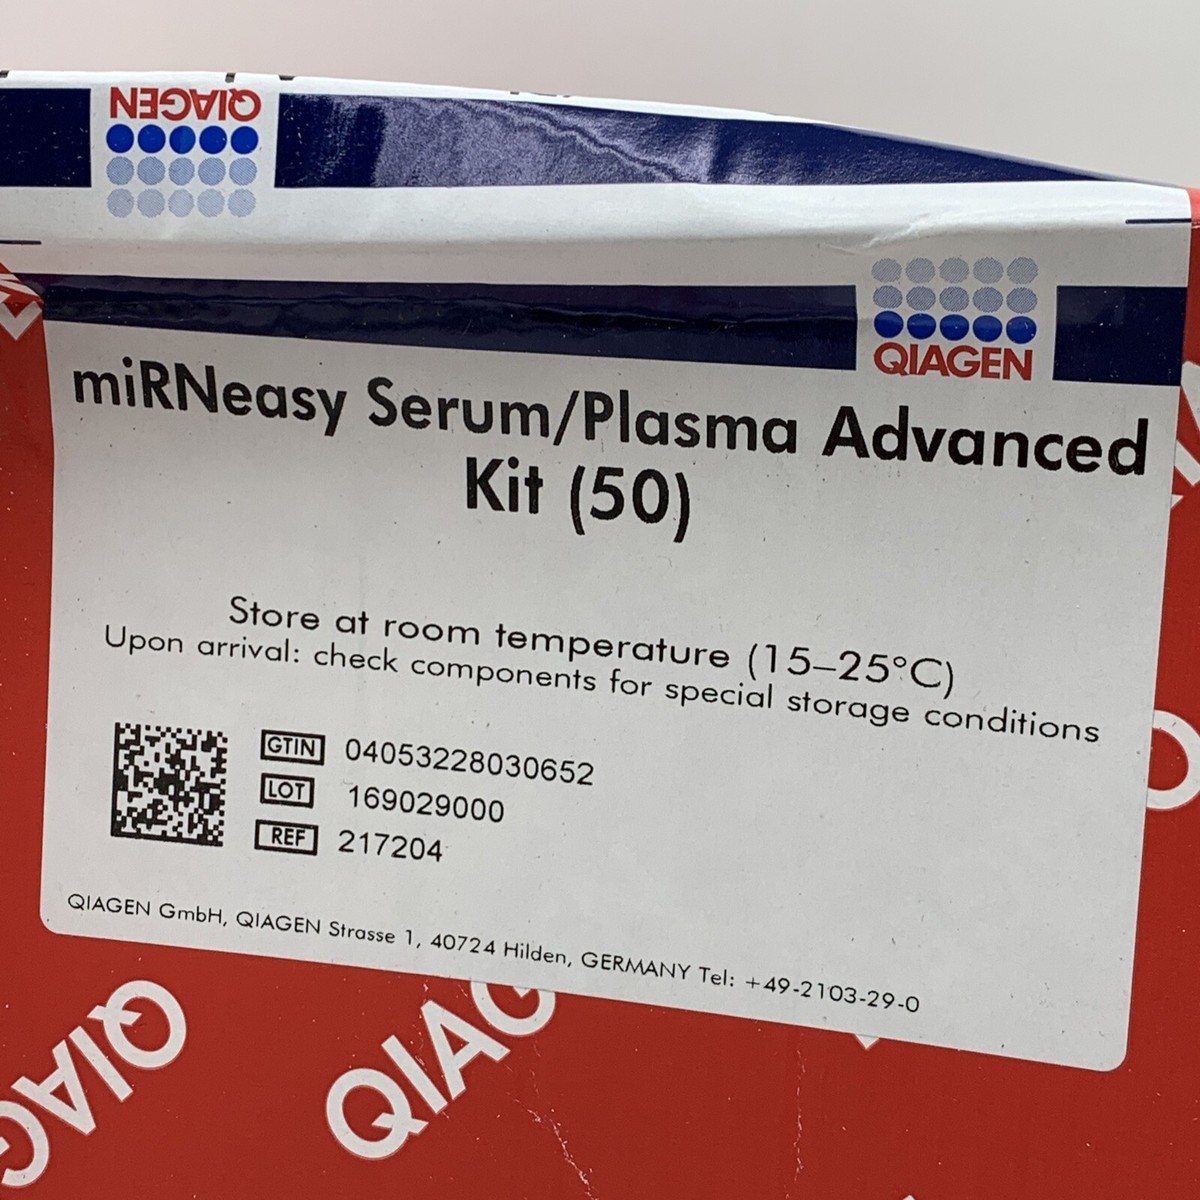 QIAGEN
QIAGEN
miRNeasy Serum/Plasma Advanced
Kit (50)
Store at room temperature (15–25°C)
Upon arrival: check components for special storage conditions
GTIN 04053228030652
LOT 169029000
REF 217204
QIAGEN GmbH, QIAGEN Strasse 1, 40724 Hilden, GERMANY Tel: +49-2103-29-0
QIAG
QIAG